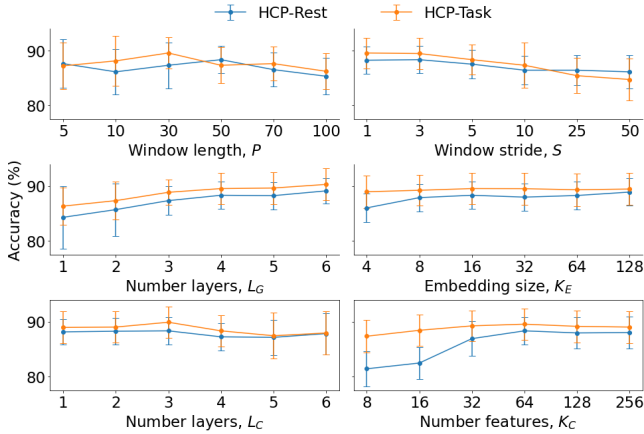 HCP-Rest HCP-Task
Accuracy (%)
90
80
5 10 30 50 70 100
Window length, P
1 3 5 10 25 50
Window stride, S
90
80
1 2 3 4 5 6
Number layers, L_G
4 8 16 32 64 128
Embedding size, K_E
90
80
1 2 3 4 5 6
Number layers, L_C
8 16 32 64 128 256
Number features, K_C